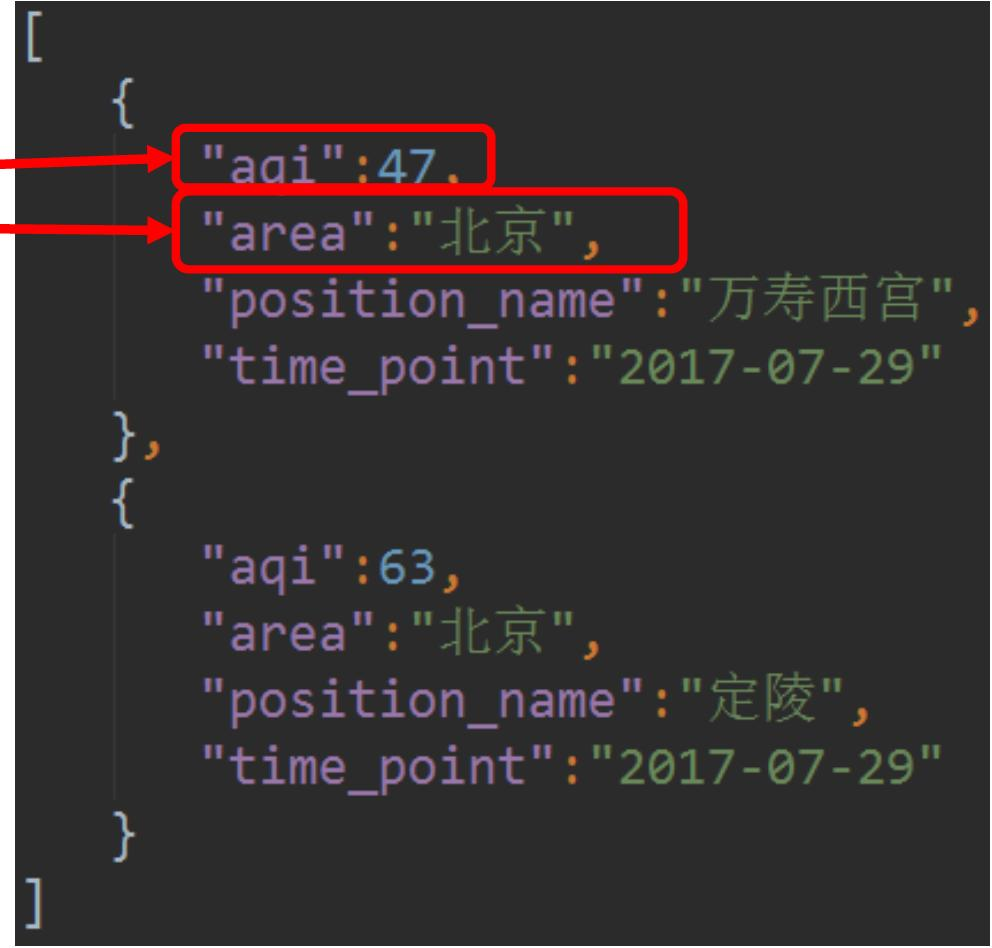 [
{
"aqi":47,
"area":"北京",
"position_name":"万寿西宫",
"time_point":"2017-07-29"
},
{
"aqi":63,
"area":"北京",
"position_name":"定陵",
"time_point":"2017-07-29"
}
]